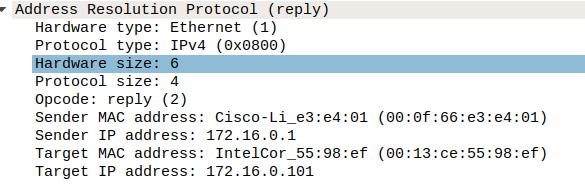 Address Resolution Protocol (reply)
Hardware type: Ethernet (1)
Protocol type: IPv4 (0x0800)
Hardware size: 6
Protocol size: 4
Opcode: reply (2)
Sender MAC address: Cisco-Li_e3:e4:01 (00:0f:66:e3:e4:01)
Sender IP address: 172.16.0.1
Target MAC address: IntelCor_55:98:ef (00:13:ce:55:98:ef)
Target IP address: 172.16.0.101